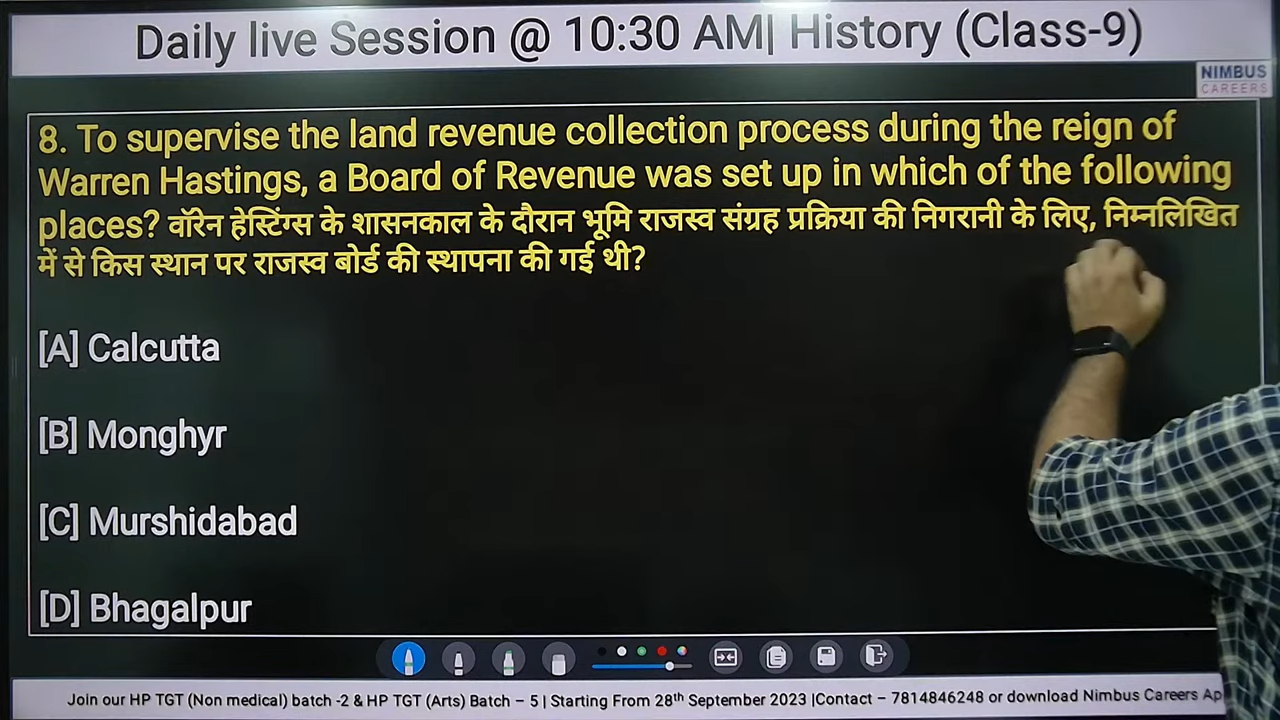 Daily live Session @ 10:30 AM| History (Class-9)
NIMBUS
CAREERS
8. To supervise the land revenue collection process during the reign of
Warren Hastings, a Board of Revenue was set up in which of the following
places? वॉरेन हेस्टिंग्स के शासनकाल के दौरान भूमि राजस्व संग्रह प्रक्रिया की निगरानी के लिए, निम्नलिखित
में से किस स्थान पर राजस्व बोर्ड की स्थापना की गई थी?
[A] Calcutta
[B] Monghyr
[C] Murshidabad
[D] Bhagalpur
Join our HP TGT (Non medical) batch -2 & HP TGT (Arts) Batch – 5 | Starting From 28th September 2023 |Contact – 7814846248 or download Nimbus Careers Ap